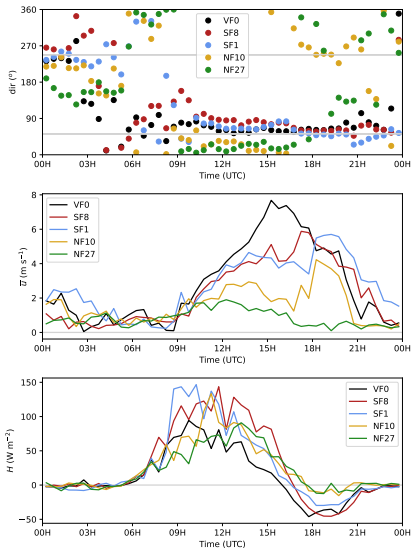 360
270
180
90
0
dir (°)
VF0
SF8
SF1
NF10
NF27
00H 03H 06H 09H 12H 15H 18H 21H 00H
Time (UTC)
8
6
4
2
0
U̅ (m s⁻¹)
VF0
SF8
SF1
NF10
NF27
00H 03H 06H 09H 12H 15H 18H 21H 00H
Time (UTC)
150
100
50
0
−50
H (W m⁻²)
VF0
SF8
SF1
NF10
NF27
00H 03H 06H 09H 12H 15H 18H 21H 00H
Time (UTC)